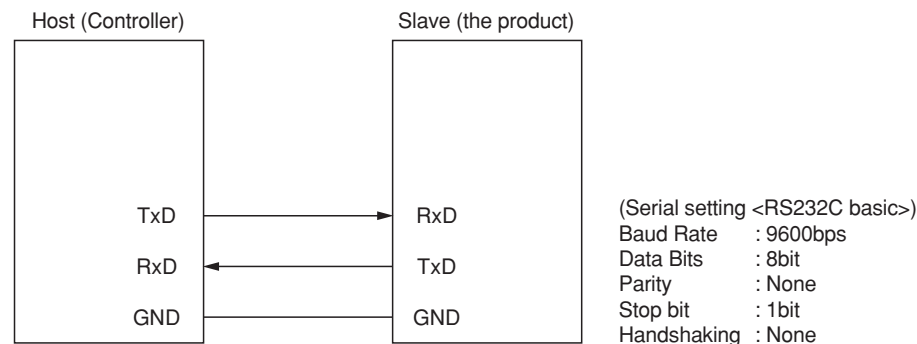 Host (Controller)
Slave (the product)
TxD
RxD
RxD
TxD
GND
GND
(Serial setting <RS232C basic>)
Baud Rate : 9600bps
Data Bits : 8bit
Parity : None
Stop bit : 1bit
Handshaking : None